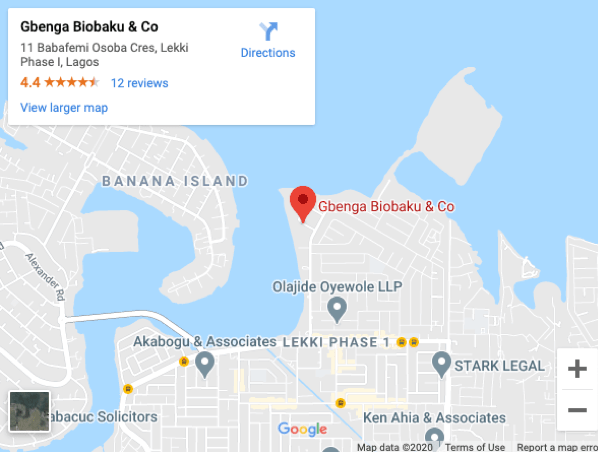 Gbenga Biobaku & Co
11 Babafemi Osoba Cres, Lekki
Phase I, Lagos
Directions
4.4
12 reviews
View larger map
BANANA ISLAND
Gbenga Biobaku & Co
Alexander Rd
Olajide Oyewole LLP
Akabogu & Associates
LEKKI PHASE 1
STARK LEGAL
abacuc Solicitors
Ken Ahia & Associates
Google
Map data ©2020
Terms of Use
Report a map erro